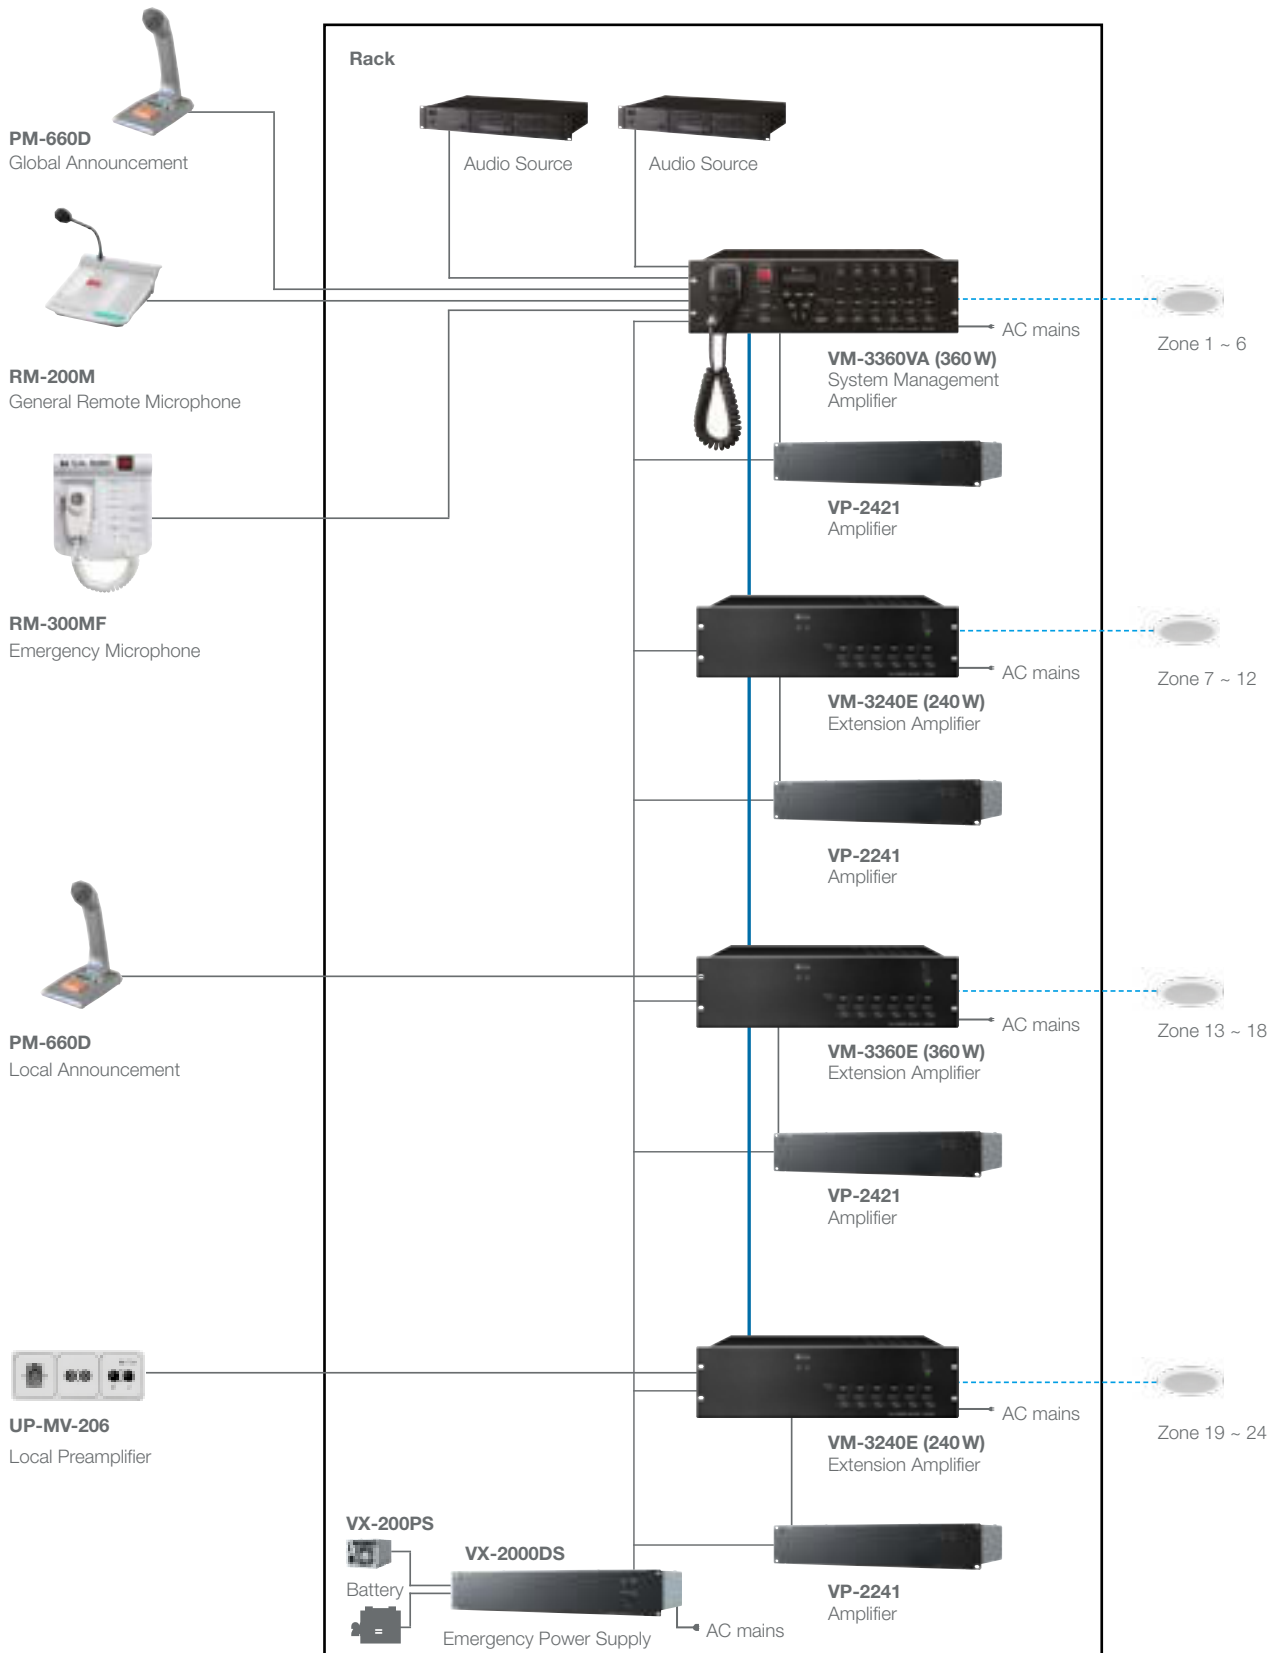 Rack
PM-660D
Global Announcement
Audio Source
Audio Source
AC mains
Zone 1 ~ 6
VM-3360VA (360 W)
System Management
Amplifier
RM-200M
General Remote Microphone
VP-2421
Amplifier
RM-300MF
Emergency Microphone
AC mains
Zone 7 ~ 12
VM-3240E (240 W)
Extension Amplifier
VP-2241
Amplifier
PM-660D
Local Announcement
AC mains
Zone 13 ~ 18
VM-3360E (360 W)
Extension Amplifier
VP-2421
Amplifier
UP-MV-206
Local Preamplifier
AC mains
Zone 19 ~ 24
VM-3240E (240 W)
Extension Amplifier
VX-200PS
VX-2000DS
Battery
Emergency Power Supply
AC mains
VP-2241
Amplifier